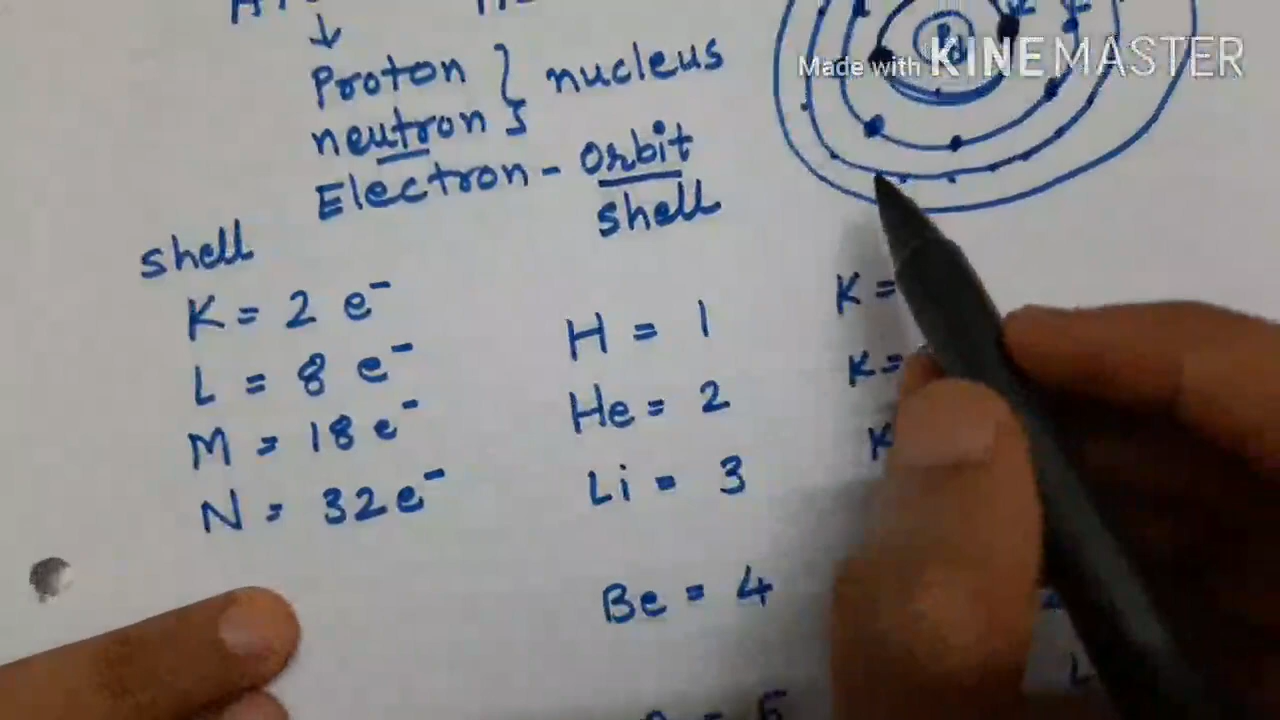 Proton } nucleus
neutron
Electron - orbit
shell
Made with KINEMASTER
shell
K = 2 e⁻
L = 8 e⁻
M = 18 e⁻
N = 32 e⁻
H = 1
He = 2
Li = 3
Be = 4
K =
K =
K